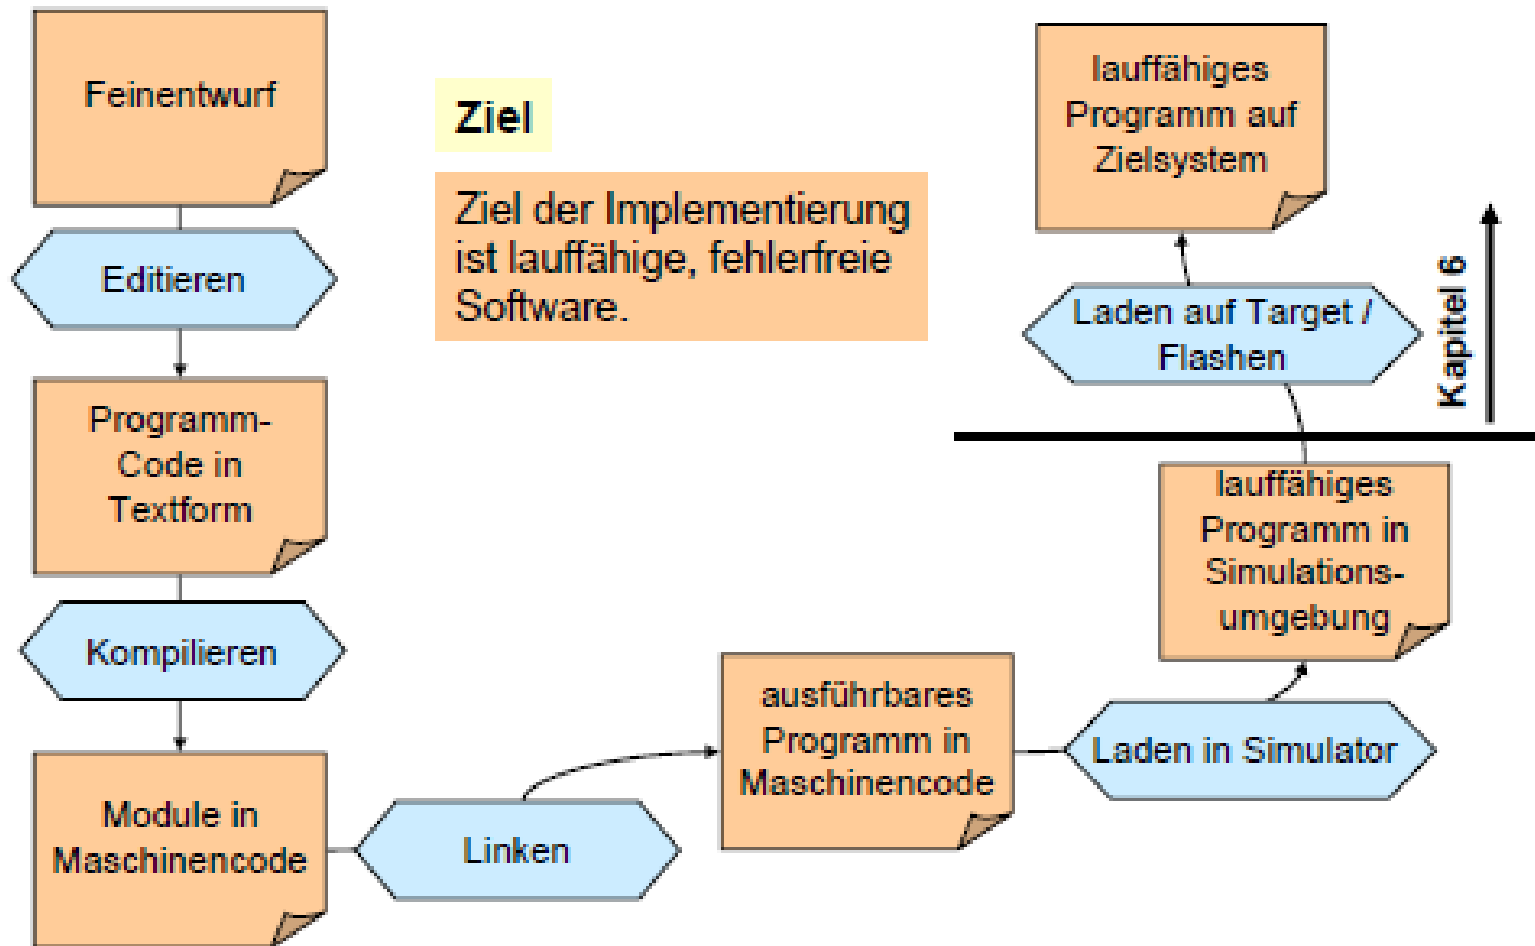 Feinentwurf
Editieren
Programm-
Code in
Textform
Kompilieren
Module in
Maschinencode
Linken
Ziel
Ziel der Implementierung
ist lauffähige, fehlerfreie
Software.
ausführbares
Programm in
Maschinencode
Laden in Simulator
lauffähiges
Programm in
Simulations-
umgebung
Laden auf Target /
Flashen
lauffähiges
Programm auf
Zielsystem
Kapitel 6